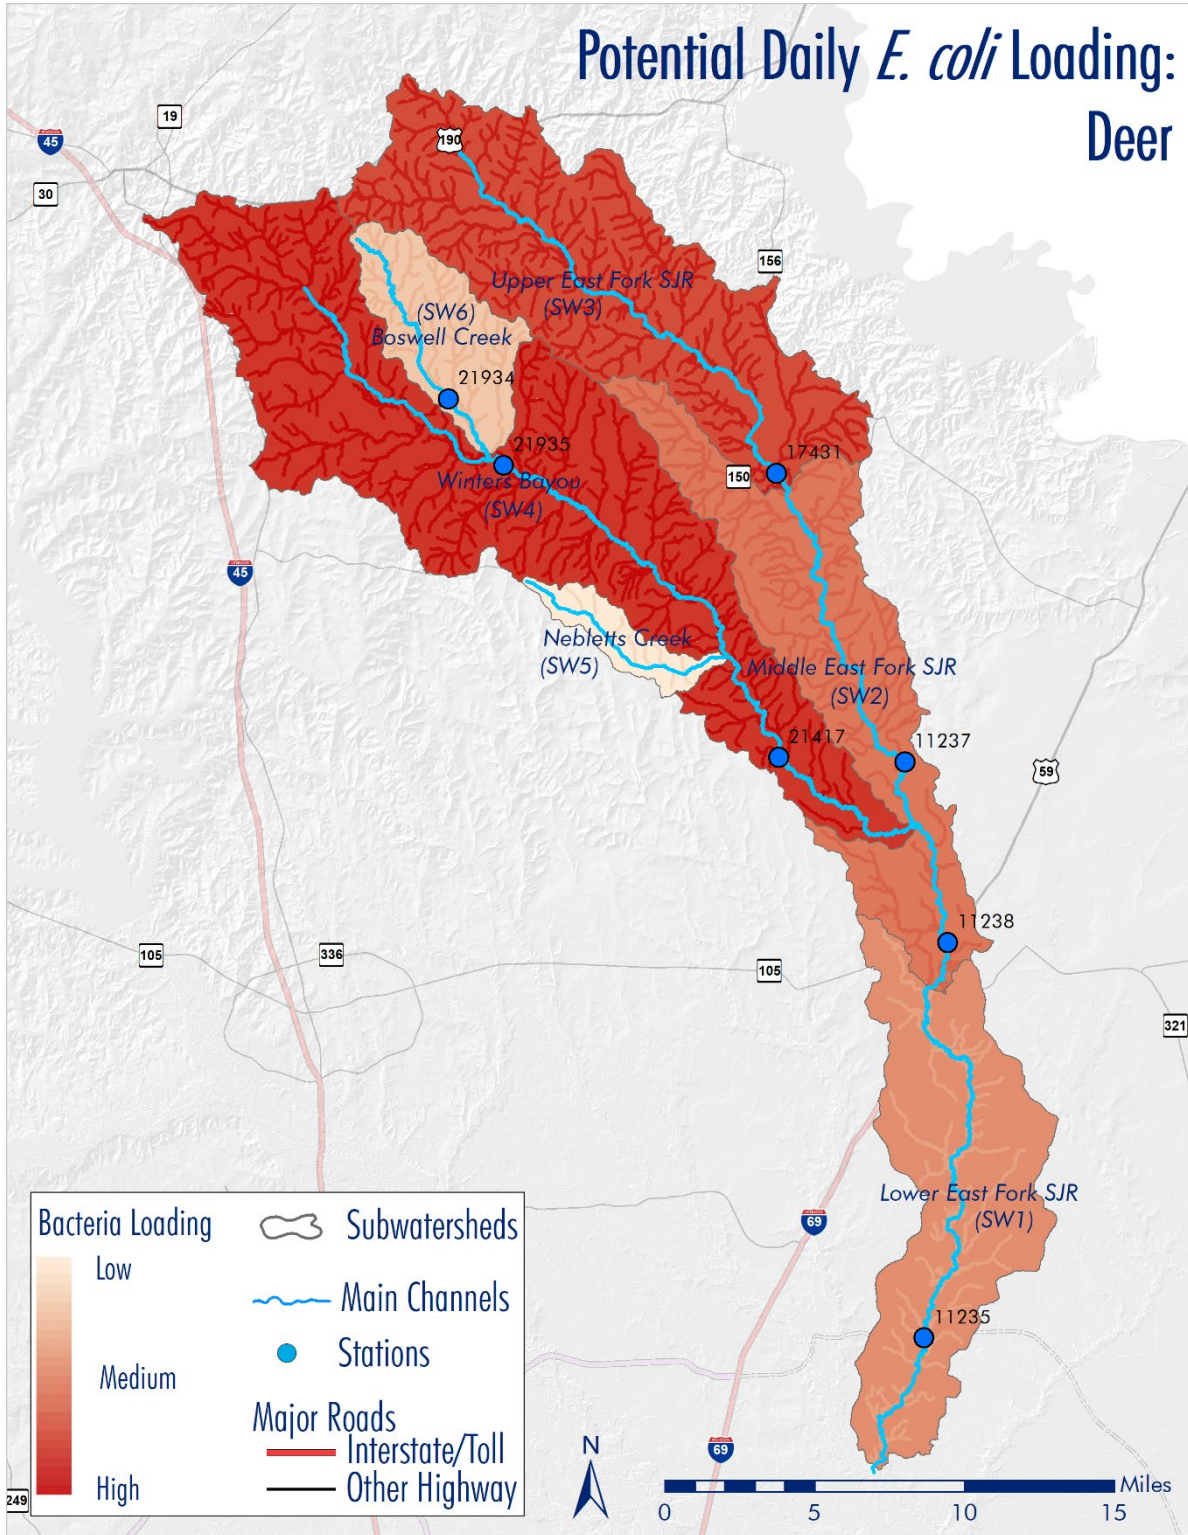 Potential Daily E. coli Loading:
Deer
19
45
30
190
156
Upper East Fork SJR
(SW3)
(SW6)
Boswell Creek
21934
21935
17431
150
Winters Bayou
(SW4)
45
Nebletts Creek
(SW5)
Middle East Fork SJR
(SW2)
21417
11237
59
11238
105
336
105
321
Lower East Fork SJR
(SW1)
69
11235
69
249
Bacteria Loading
Low
Medium
High
Subwatersheds
Main Channels
Stations
Major Roads
Interstate/Toll
Other Highway
N
Miles
0 5 10 15